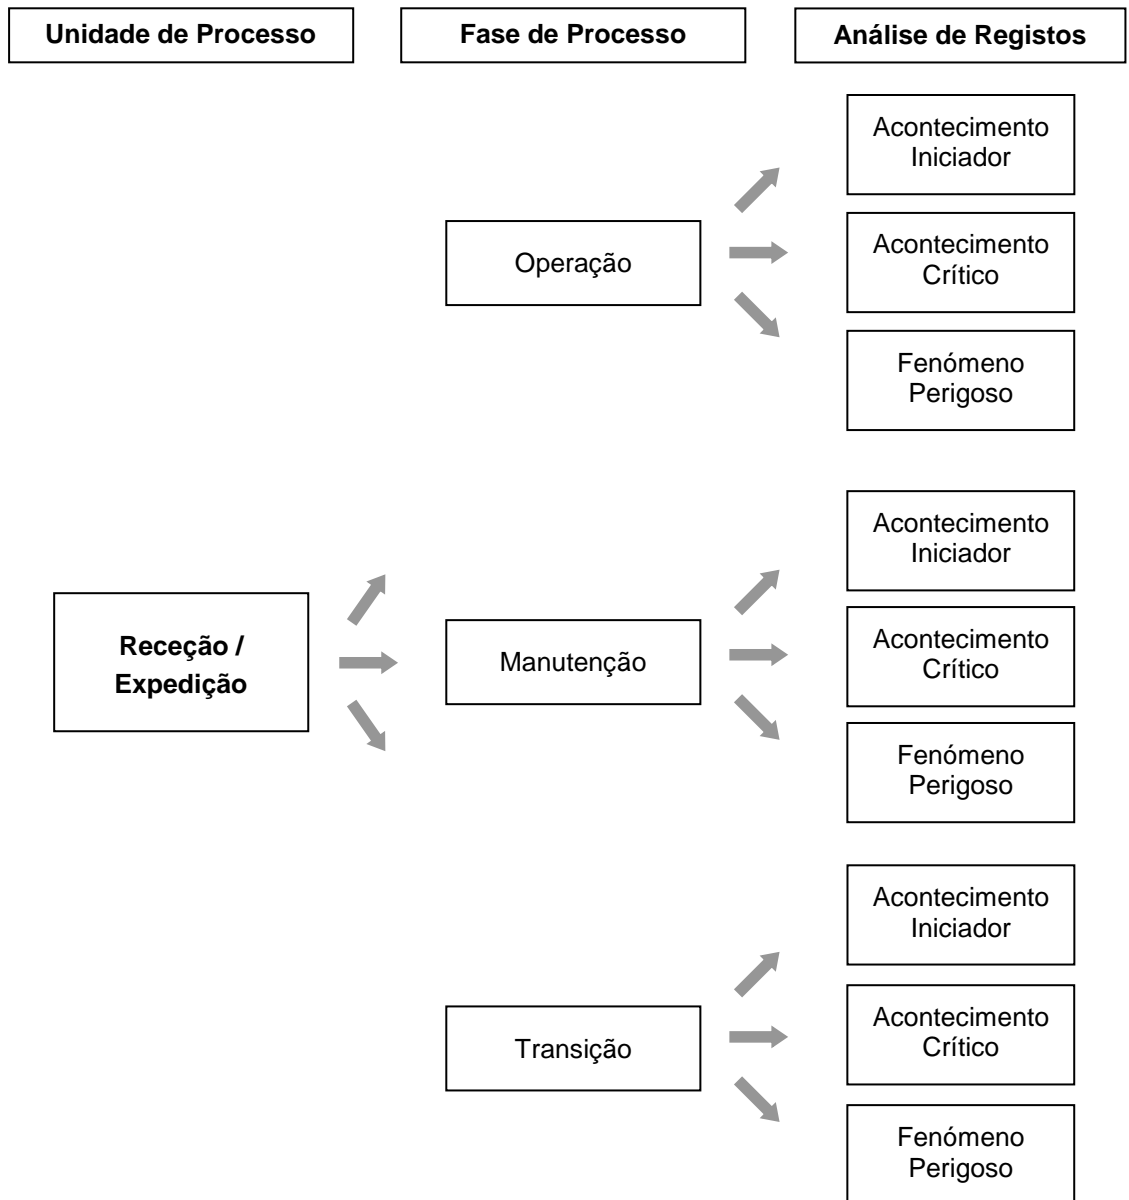 Unidade de Processo
Fase de Processo
Análise de Registos
Acontecimento
Iniciador
Operação
Acontecimento
Crítico
Fenómeno
Perigoso
Acontecimento
Iniciador
Receção /
Expedição
Manutenção
Acontecimento
Crítico
Fenómeno
Perigoso
Acontecimento
Iniciador
Transição
Acontecimento
Crítico
Fenómeno
Perigoso